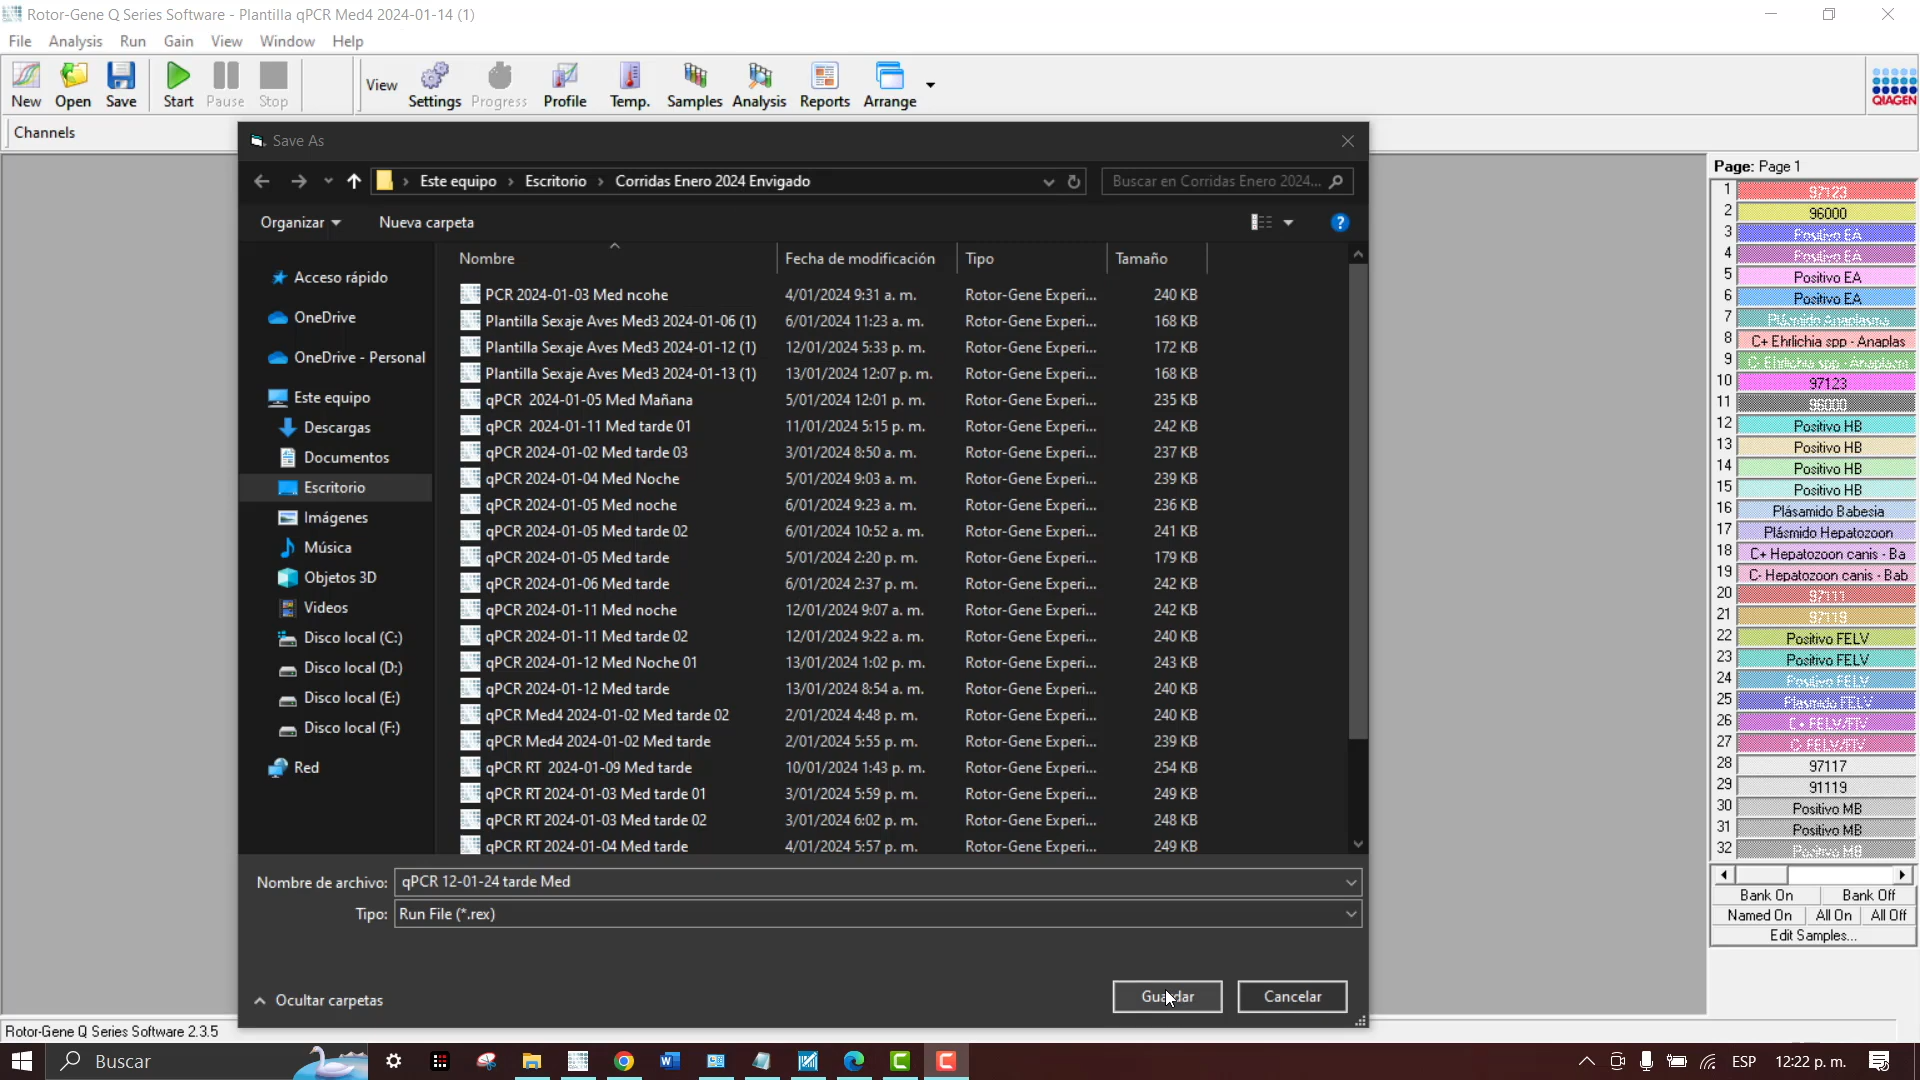 Rotor-Gene Q Series Software - Plantilla qPCR Med4 2024-01-14 (1)
File Analysis Run Gain View Window Help
New Open Save Start Pause Stop View Settings Progress Profile Temp. Samples Analysis Reports Arrange QIAGEN
Channels
Save As
Este equipo › Escritorio › Corridas Enero 2024 Envigado
Buscar en Corridas Enero 2024...
Organizar Nueva carpeta
Acceso rápido
OneDrive
OneDrive - Personal
Este equipo
Descargas
Documentos
Escritorio
Imágenes
Música
Objetos 3D
Videos
Disco local (C:)
Disco local (D:)
Disco local (E:)
Disco local (F:)
Red
Nombre Fecha de modificación Tipo Tamaño
PCR 2024-01-03 Med ncohe 4/01/2024 9:31 a. m. Rotor-Gene Experi... 240 KB
Plantilla Sexaje Aves Med3 2024-01-06 (1) 6/01/2024 11:23 a. m. Rotor-Gene Experi... 168 KB
Plantilla Sexaje Aves Med3 2024-01-12 (1) 12/01/2024 5:33 p. m. Rotor-Gene Experi... 172 KB
Plantilla Sexaje Aves Med3 2024-01-13 (1) 13/01/2024 12:07 p. m. Rotor-Gene Experi... 168 KB
qPCR 2024-01-05 Med Mañana 5/01/2024 12:01 p. m. Rotor-Gene Experi... 235 KB
qPCR 2024-01-11 Med tarde 01 11/01/2024 5:15 p. m. Rotor-Gene Experi... 242 KB
qPCR 2024-01-02 Med tarde 03 3/01/2024 8:50 a. m. Rotor-Gene Experi... 237 KB
qPCR 2024-01-04 Med Noche 5/01/2024 9:03 a. m. Rotor-Gene Experi... 239 KB
qPCR 2024-01-05 Med noche 6/01/2024 9:23 a. m. Rotor-Gene Experi... 236 KB
qPCR 2024-01-05 Med tarde 02 6/01/2024 10:52 a. m. Rotor-Gene Experi... 241 KB
qPCR 2024-01-05 Med tarde 5/01/2024 2:20 p. m. Rotor-Gene Experi... 179 KB
qPCR 2024-01-06 Med tarde 6/01/2024 2:37 p. m. Rotor-Gene Experi... 242 KB
qPCR 2024-01-11 Med noche 12/01/2024 9:07 a. m. Rotor-Gene Experi... 242 KB
qPCR 2024-01-11 Med tarde 02 12/01/2024 9:22 a. m. Rotor-Gene Experi... 240 KB
qPCR 2024-01-12 Med Noche 01 13/01/2024 1:02 p. m. Rotor-Gene Experi... 243 KB
qPCR 2024-01-12 Med tarde 13/01/2024 8:54 a. m. Rotor-Gene Experi... 240 KB
qPCR Med4 2024-01-02 Med tarde 02 2/01/2024 4:48 p. m. Rotor-Gene Experi... 240 KB
qPCR Med4 2024-01-02 Med tarde 2/01/2024 5:55 p. m. Rotor-Gene Experi... 239 KB
qPCR RT 2024-01-09 Med tarde 10/01/2024 1:43 p. m. Rotor-Gene Experi... 254 KB
qPCR RT 2024-01-03 Med tarde 01 3/01/2024 5:59 p. m. Rotor-Gene Experi... 249 KB
qPCR RT 2024-01-03 Med tarde 02 3/01/2024 6:02 p. m. Rotor-Gene Experi... 248 KB
qPCR RT 2024-01-04 Med tarde 4/01/2024 5:57 p. m. Rotor-Gene Experi... 249 KB
Nombre de archivo: qPCR 12-01-24 tarde Med
Tipo: Run File (*.rex)
Ocultar carpetas
Guardar Cancelar
Page: Page 1
1 97123
2 96000
3 Positivo EA
4 Positivo EA
5 Positivo EA
6 Positivo EA
7 Plásmido Anaplasma
8 C+ Ehrlichia spp - Anaplas
9 C- Ehrlichia spp - Anaplasm
10 97123
11 96000
12 Positivo HB
13 Positivo HB
14 Positivo HB
15 Positivo HB
16 Plásamido Babesia
17 Plásmido Hepatozoon
18 C+ Hepatozoon canis - Ba
19 C- Hepatozoon canis - Bab
20 97111
21 97119
22 Positivo FELV
23 Positivo FELV
24 Positivo FELV
25 Plasmido FELV
26 C+ FELV/FIV
27 C- FELV/FIV
28 97117
29 91119
30 Positivo MB
31 Positivo MB
32 Positivo MB
Bank On Bank Off
Named On All On All Off
Edit Samples...
Rotor-Gene Q Series Software 2.3.5
Buscar
ESP 12:22 p. m.